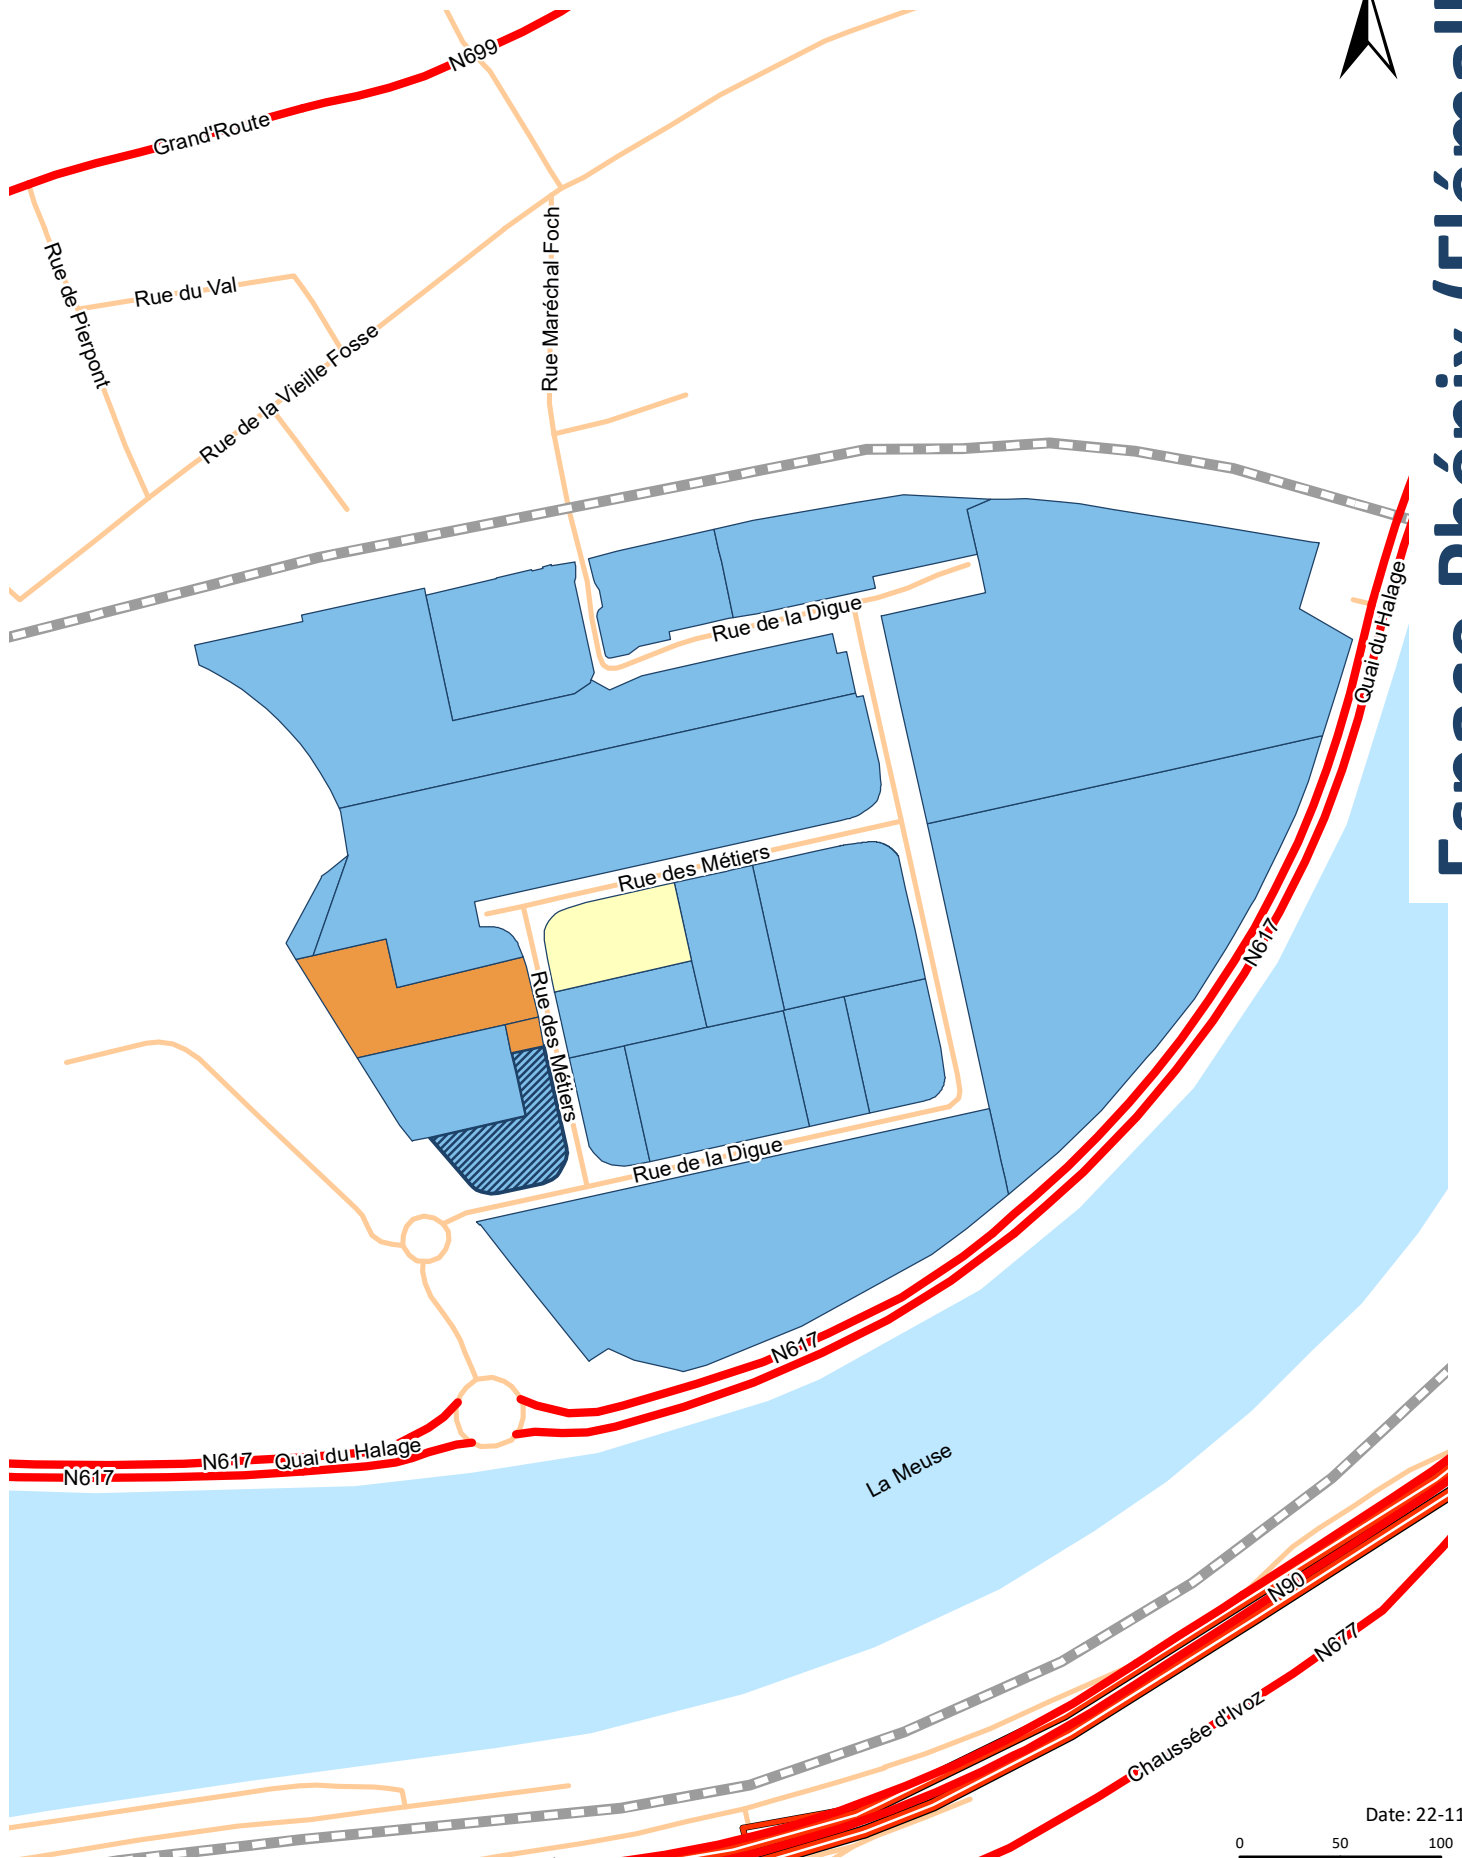 N699
Grand'Route
Rue de Pierpont
Rue du Val
Rue de la Vieille Fosse
Rue Maréchal Foch
Rue de la Digue
Quai du Halage
Rue des Métiers
N617
Rue des Métiers
Rue de la Digue
N617
N617
Quai du Halage
N617
La Meuse
N90
N677
Chaussée d'Ivoz
Date: 22-11
0 50 100